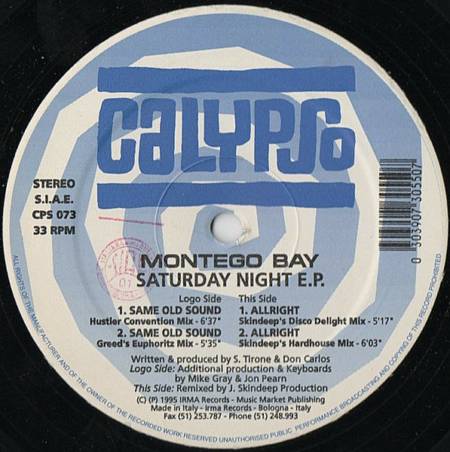 CALYPSO
STEREO
S.I.A.E.
CPS 073
33 RPM
0 303907 305507
MONTEGO BAY
SATURDAY NIGHT E.P.
Logo Side
1. SAME OLD SOUND
Hustler Convention Mix - 6'37"
2. SAME OLD SOUND
Greed's Euphoritz Mix - 5'35"
This Side
1. ALLRIGHT
Skindeep's Disco Delight Mix - 5'17"
2. ALLRIGHT
Skindeep's Hardhouse Mix - 6'03"
Written & produced by S. Tirone & Don Carlos
Logo Side: Additional production & Keyboards
by Mike Gray & Jon Pearn
This Side: Remixed by J. Skindeep Production
(C) (P) 1995 IRMA Records - Music Market Publishing
Made in Italy - Irma Records - Bologna - Italy
Fax (51) 253.787 - Phone (51) 248.993
ALL RIGHTS OF THE MANUFACTURER AND OF THE OWNER OF THE RECORDED WORK RESERVED UNAUTHORISED PUBLIC PERFORMANCE BROADCASTING AND COPYING OF THIS RECORD PROHIBITED